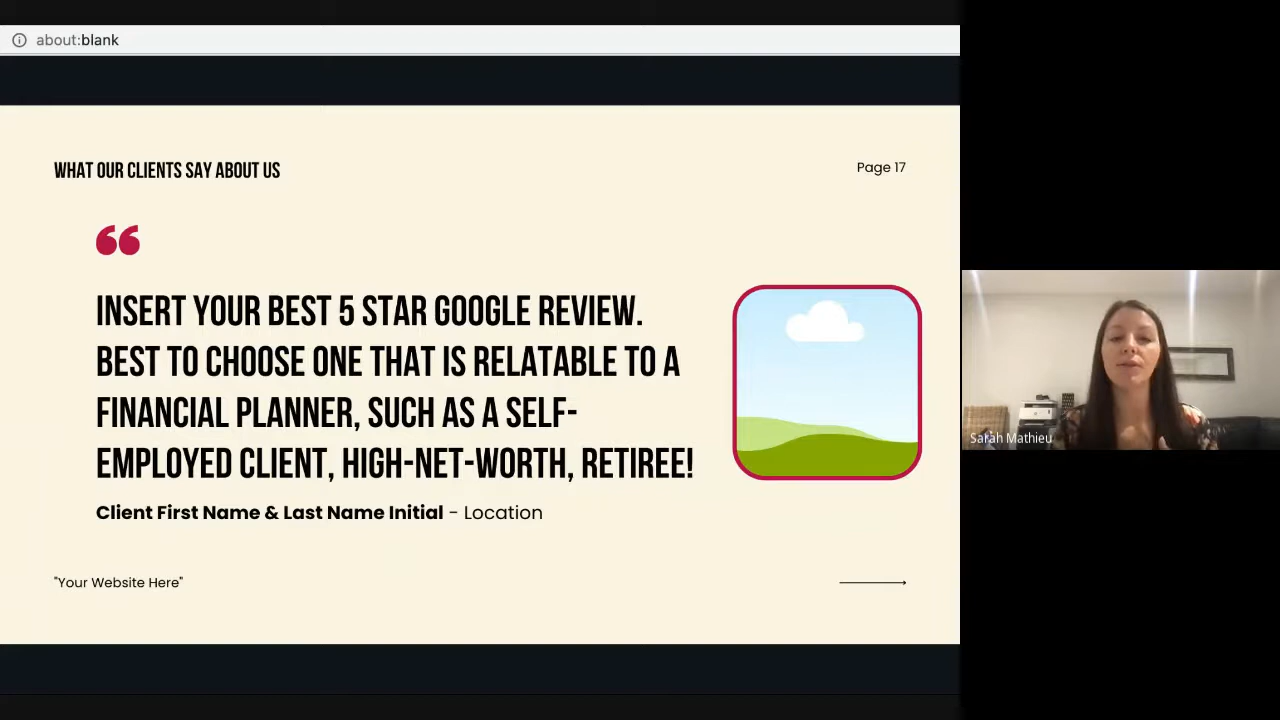 about:blank
WHAT OUR CLIENTS SAY ABOUT US
Page 17
“
INSERT YOUR BEST 5 STAR GOOGLE REVIEW.
BEST TO CHOOSE ONE THAT IS RELATABLE TO A
FINANCIAL PLANNER, SUCH AS A SELF-
EMPLOYED CLIENT, HIGH-NET-WORTH, RETIREE!
Client First Name & Last Name Initial - Location
"Your Website Here"
Sarah Mathieu